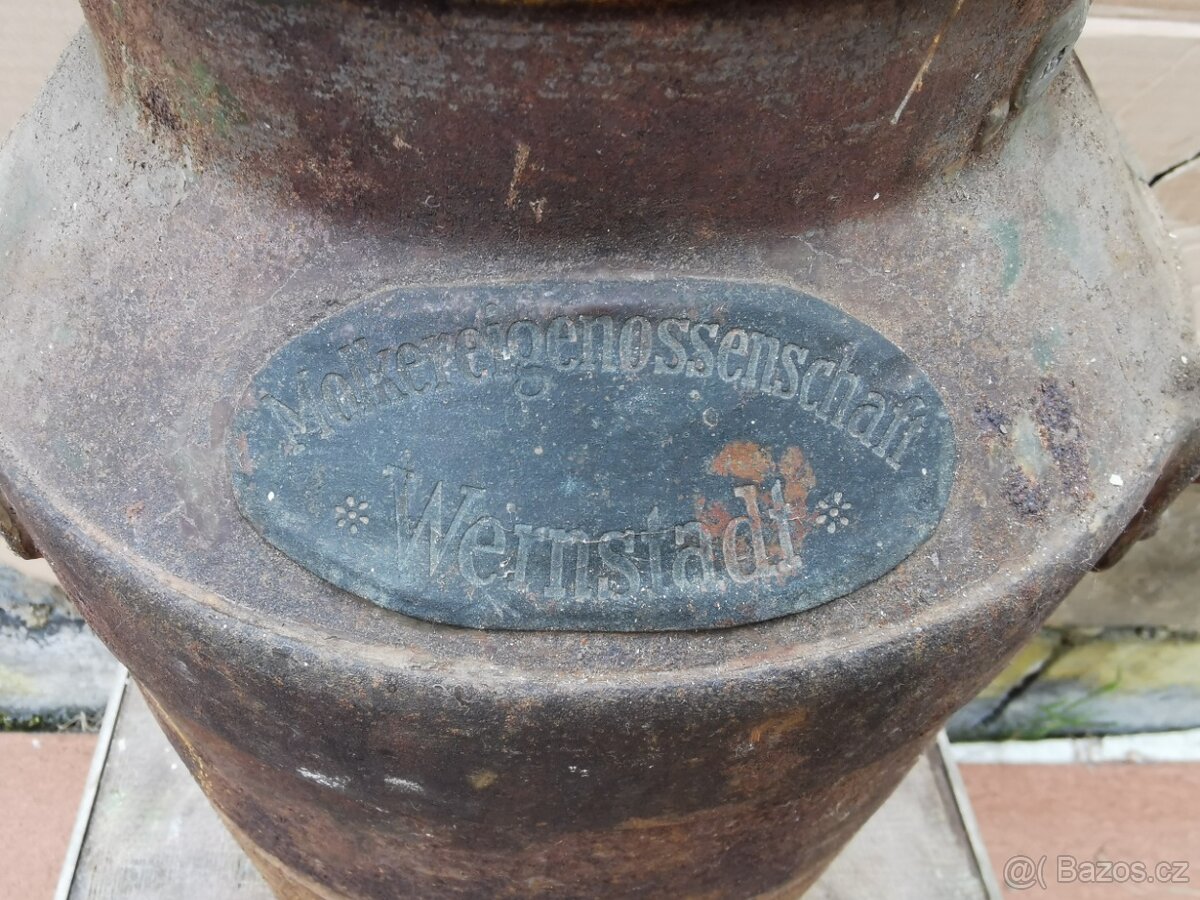 Molkereigenossenschaft
Wernstadt
@( Bazos.cz